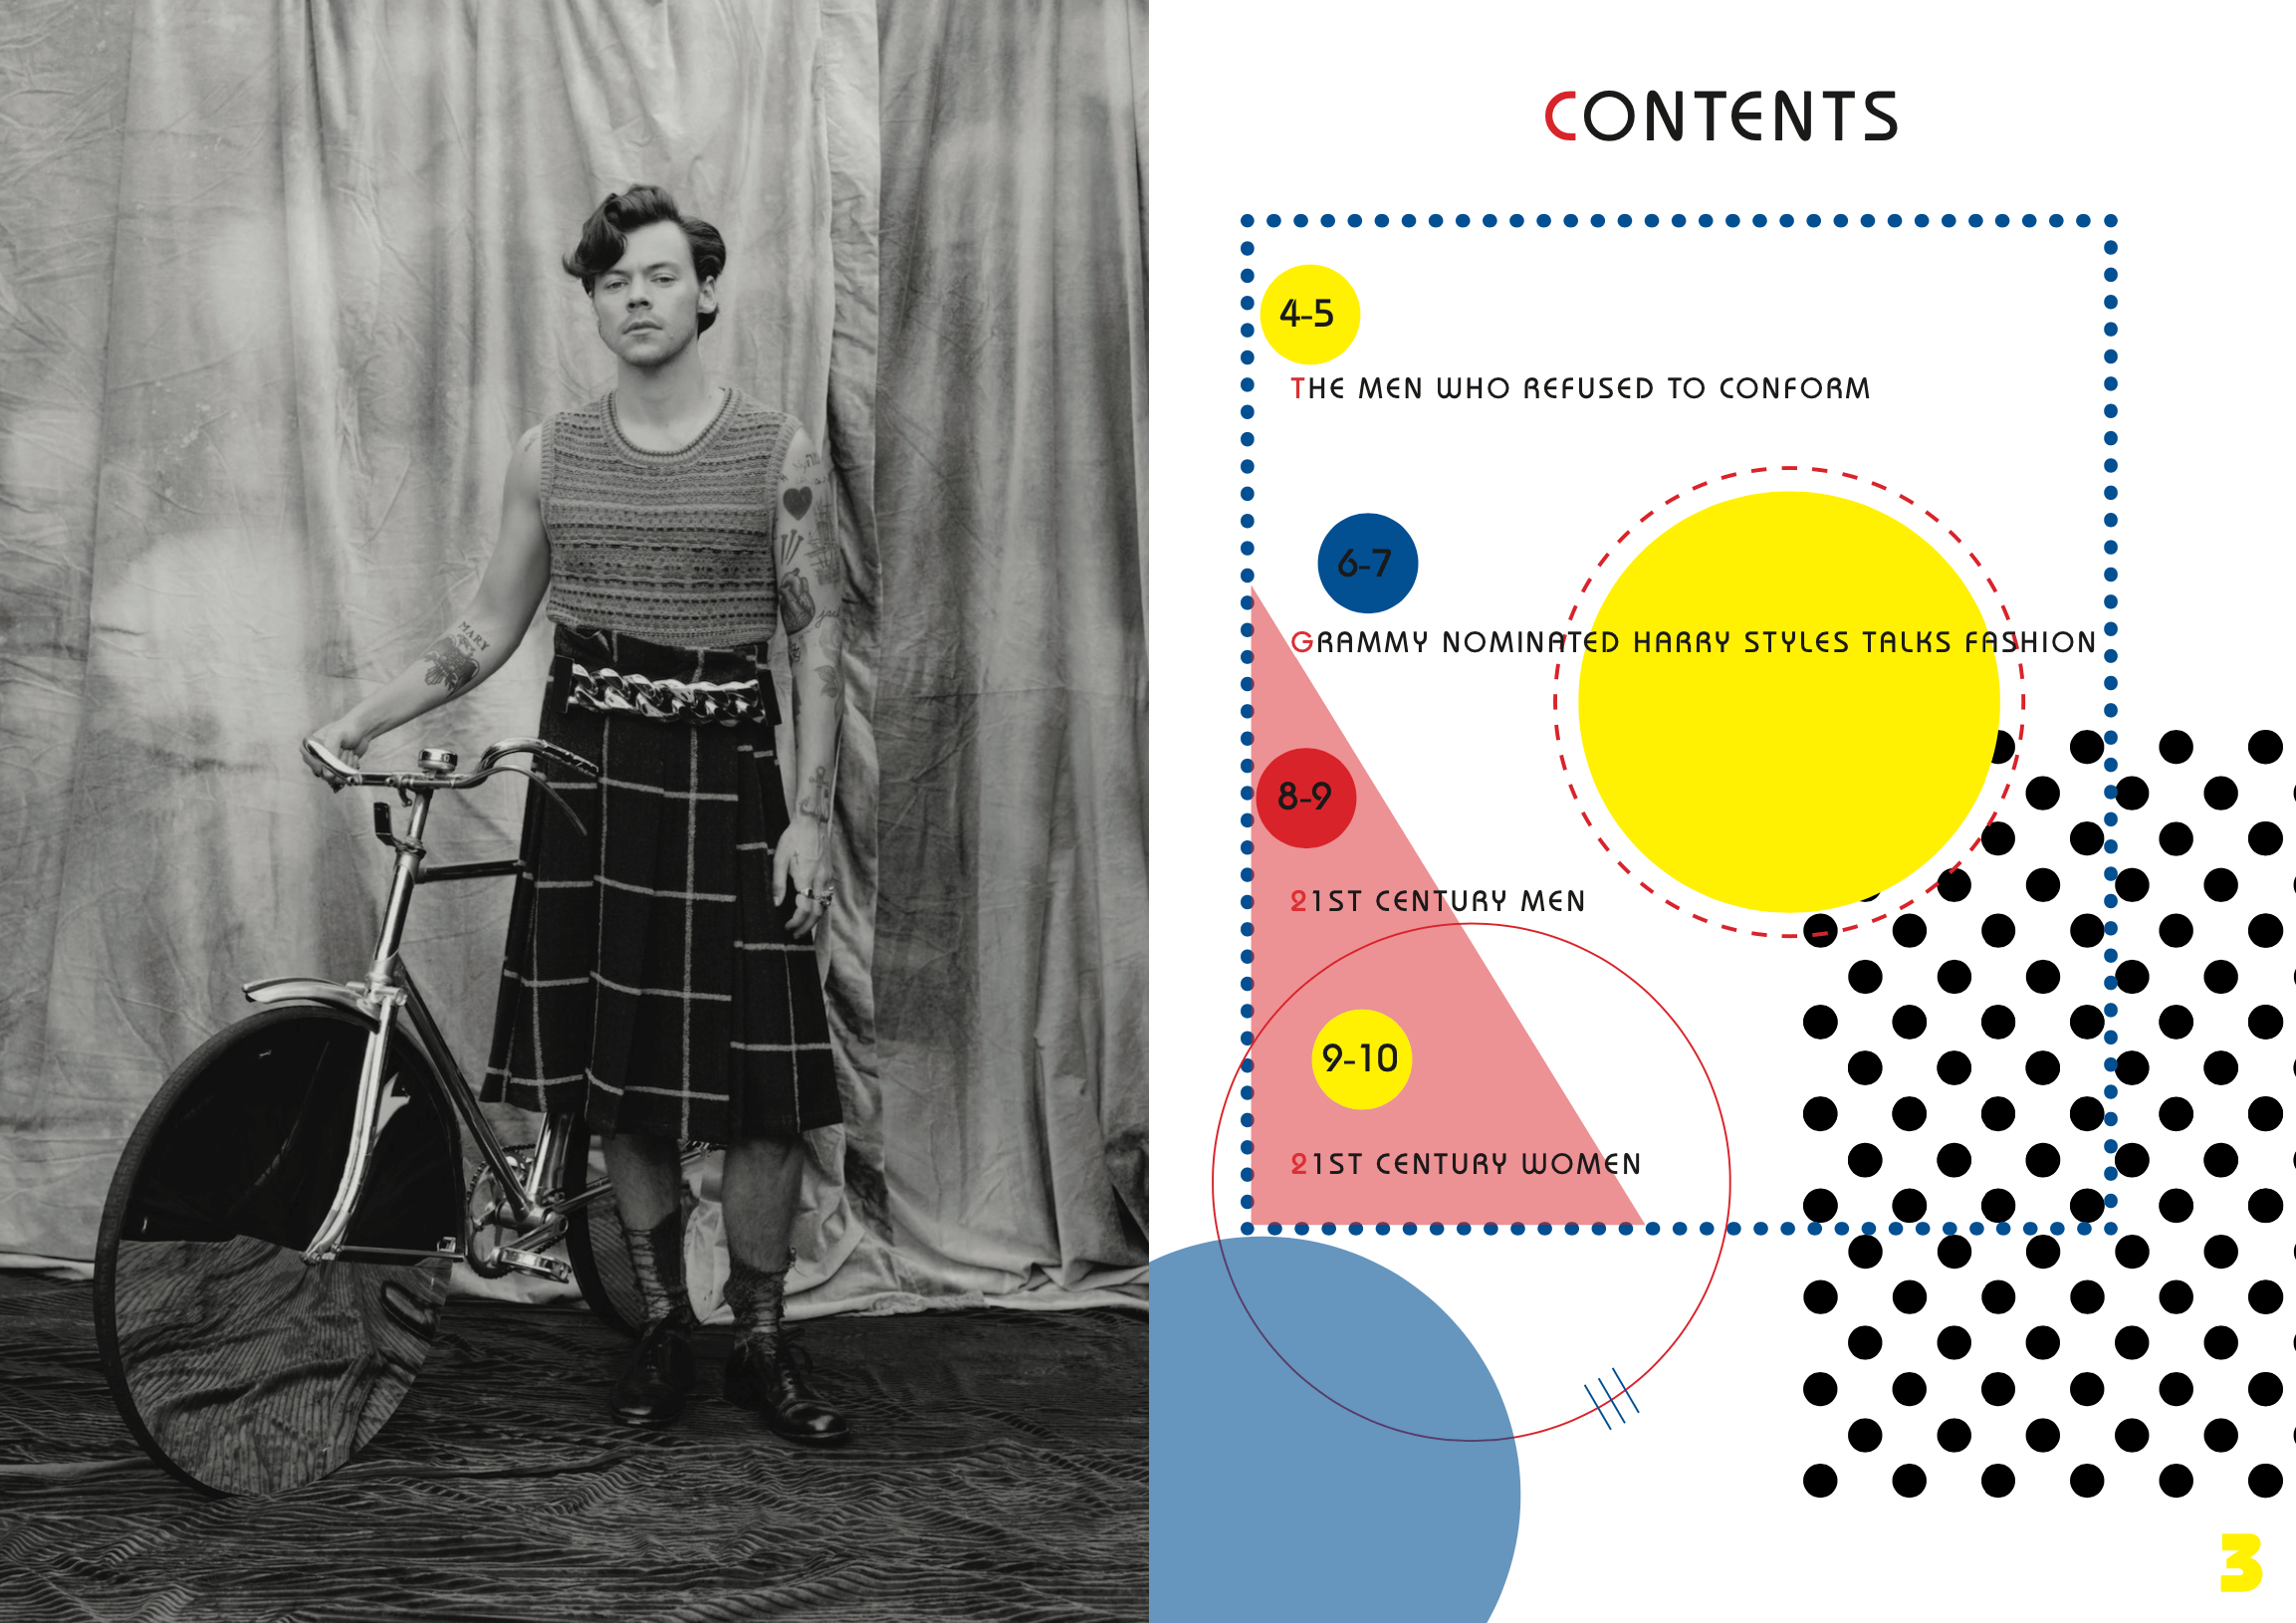 CONTENTS
4-5
THE MEN WHO REFUSED TO CONFORM
6-7
GRAMMY NOMINATED HARRY STYLES TALKS FASHION
8-9
21ST CENTURY MEN
9-10
21ST CENTURY WOMEN
3
MARY